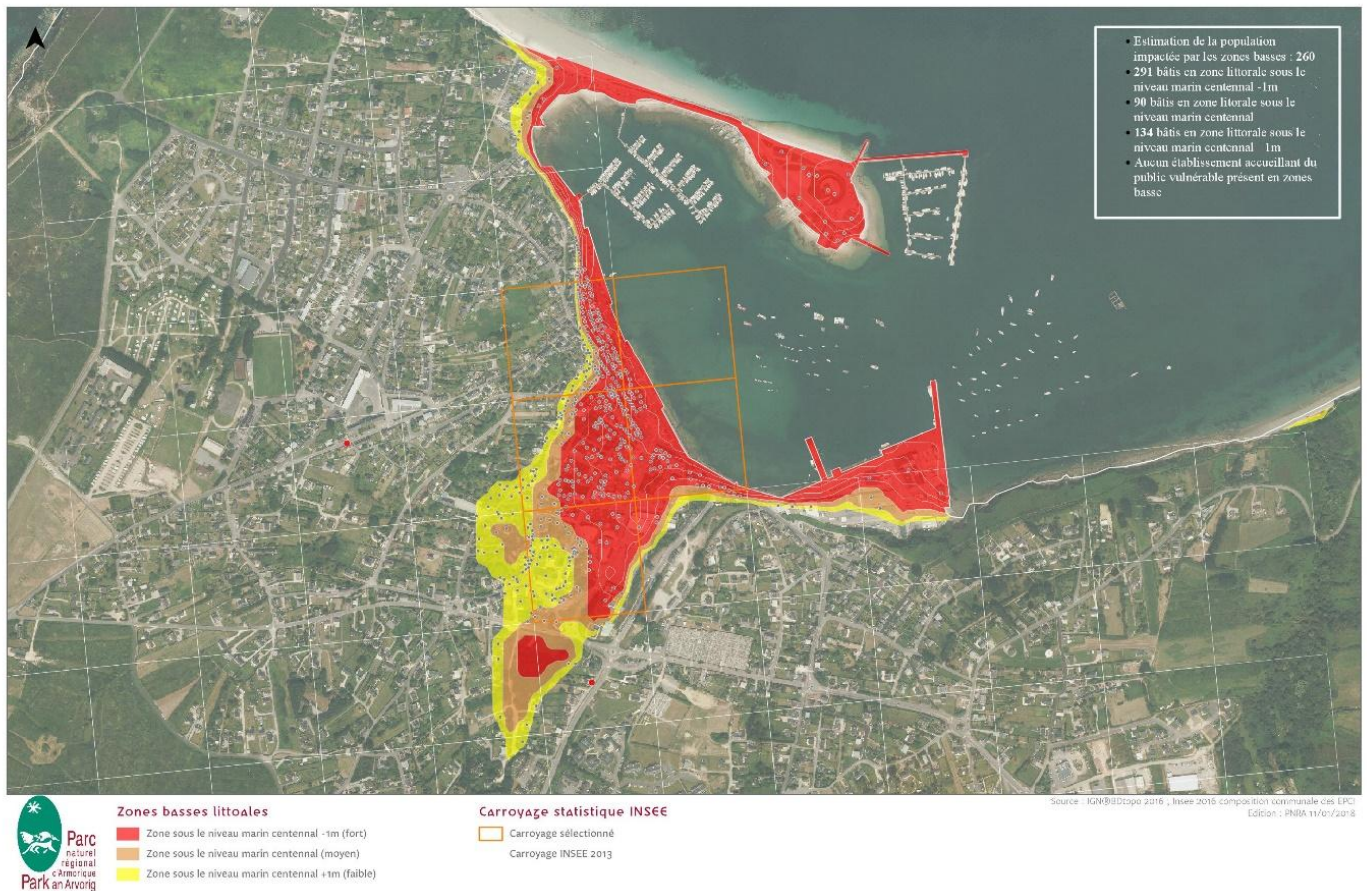 • Estimation de la population
impactée par les zones basses : 260
• 291 bâtis en zone littorale sous le
niveau marin centennal -1m
• 90 bâtis en zone litorale sous le
niveau marin centennal
• 134 bâtis en zone littorale sous le
niveau marin centennal 1m
• Aucun établissement accueillant du
public vulnérable présent en zones
basse
Source : IGN®BDtopo 2016 ; Insee 2016 composition communale des EPCI
Edition : PNRA 11/01/2018
Parc
naturel
régional
d'Armorique
Park an Arvorig
Zones basses littoales
Zone sous le niveau marin centennal -1m (fort)
Zone sous le niveau marin centennal (moyen)
Zone sous le niveau marin centennal +1m (faible)
Carroyage statistique INSEE
Carroyage sélectionné
Carroyage INSEE 2013